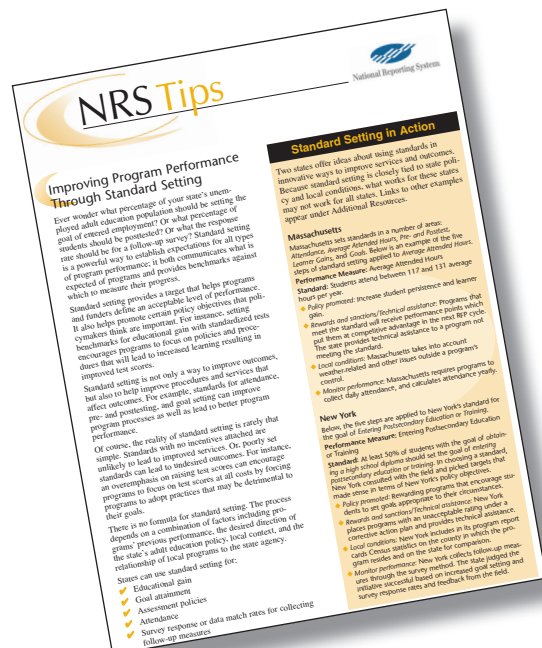 NRS Tips
National Reporting System
Improving Program Performance
Through Standard Setting
Ever wonder what percentage of your state's unem-
ployed adult education population should be setting the
goal of entered employment? Or what percentage of
students should be posttested? Or what the response
rate should be for a follow-up survey? Standard setting
is a powerful way to establish expectations for all types
of program performance; it both communicates what is
expected of programs and provides benchmarks against
which to measure their progress.
Standard setting provides a target that helps programs
and funders define an acceptable level of performance.
It also helps promote certain policy objectives that poli-
cymakers think are important. For instance, setting
benchmarks for educational gain with standardized tests
encourages programs to focus on policies and proce-
dures that will lead to increased learning resulting in
improved test scores.
Standard setting is not only a way to improve outcomes,
but also to help improve procedures and services that
affect outcomes. For example, standards for attendance,
pre- and posttesting, and goal setting can improve
program processes as well as lead to better program
performance.
Of course, the reality of standard setting is rarely that
simple. Standards with no incentives attached are
unlikely to lead to improved services. Or, poorly set
standards can lead to undesired outcomes. For instance,
an overemphasis on raising test scores can encourage
programs to focus on test scores at all costs by forcing
programs to adopt practices that may be detrimental to
their goals.
There is no formula for standard setting. The process
depends on a combination of factors including pro-
grams' previous performance, the desired direction of
the state's adult education policy, local context, and the
relationship of local programs to the state agency.
States can use standard setting for:
✔ Educational gain
✔ Goal attainment
✔ Assessment policies
✔ Attendance
✔ Survey response or data match rates for collecting
follow-up measures
Standard Setting in Action
Two states offer ideas about using standards in
innovative ways to improve services and outcomes.
Because standard setting is closely tied to state poli-
cy and local conditions, what works for these states
may not work for all states. Links to other examples
appear under Additional Resources.
Massachusetts
Massachusetts sets standards in a number of areas:
Attendance, Average Attended Hours, Pre- and Posttest,
Learner Gains, and Goals. Below is an example of the five
steps of standard setting applied to Average Attended Hours.
Performance Measure: Average Attended Hours
Standard: Students attend between 117 and 131 average
hours per year.
◆ Policy promoted: Increase student persistence and learner
gain.
◆ Rewards and sanctions/Technical assistance: Programs that
meet the standard will receive performance points which
put them at competitive advantage in the next RFP cycle.
The state provides technical assistance to a program not
meeting the standard.
◆ Local conditions: Massachusetts takes into account
weather-related and other issues outside a program's
control.
◆ Monitor performance: Massachusetts requires programs to
collect daily attendance, and calculates attendance yearly.
New York
Below, the five steps are applied to New York's standard for
the goal of Entering Postsecondary Education or Training.
Performance Measure: Entering Postsecondary Education
or Training
Standard: At least 50% of students with the goal of obtain-
ing a high school diploma should set the goal of entering
postsecondary education or training. In choosing a standard,
New York consulted with the field and picked targets that
made sense in terms of New York's policy objectives.
◆ Policy promoted: Rewarding programs that encourage stu-
dents to set goals appropriate to their circumstances.
◆ Rewards and sanctions/Technical assistance: New York
places programs with an unacceptable rating under a
corrective action plan and provides technical assistance.
◆ Local conditions: New York includes in its program report
cards Census statistics on the county in which the pro-
gram resides and on the state for comparison.
◆ Monitor performance: New York collects follow-up meas-
ures through the survey method. The state judged the
initiative successful based on increased goal setting and
survey response rates and feedback from the field.